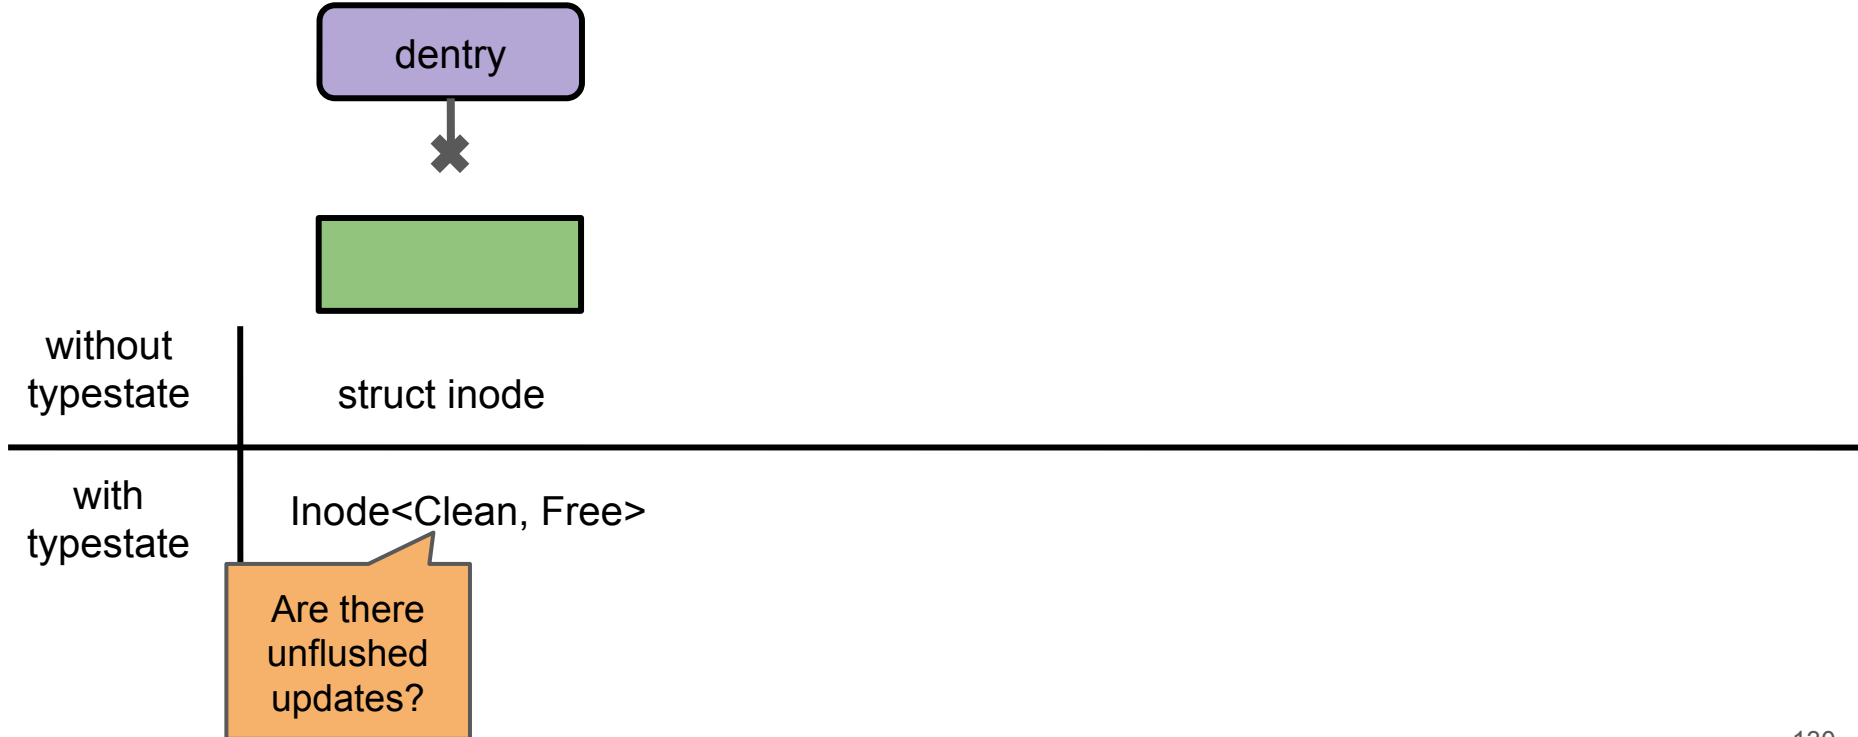 dentry
without
typestate
struct inode
with
typestate
Inode<Clean, Free>
Are there
unflushed
updates?